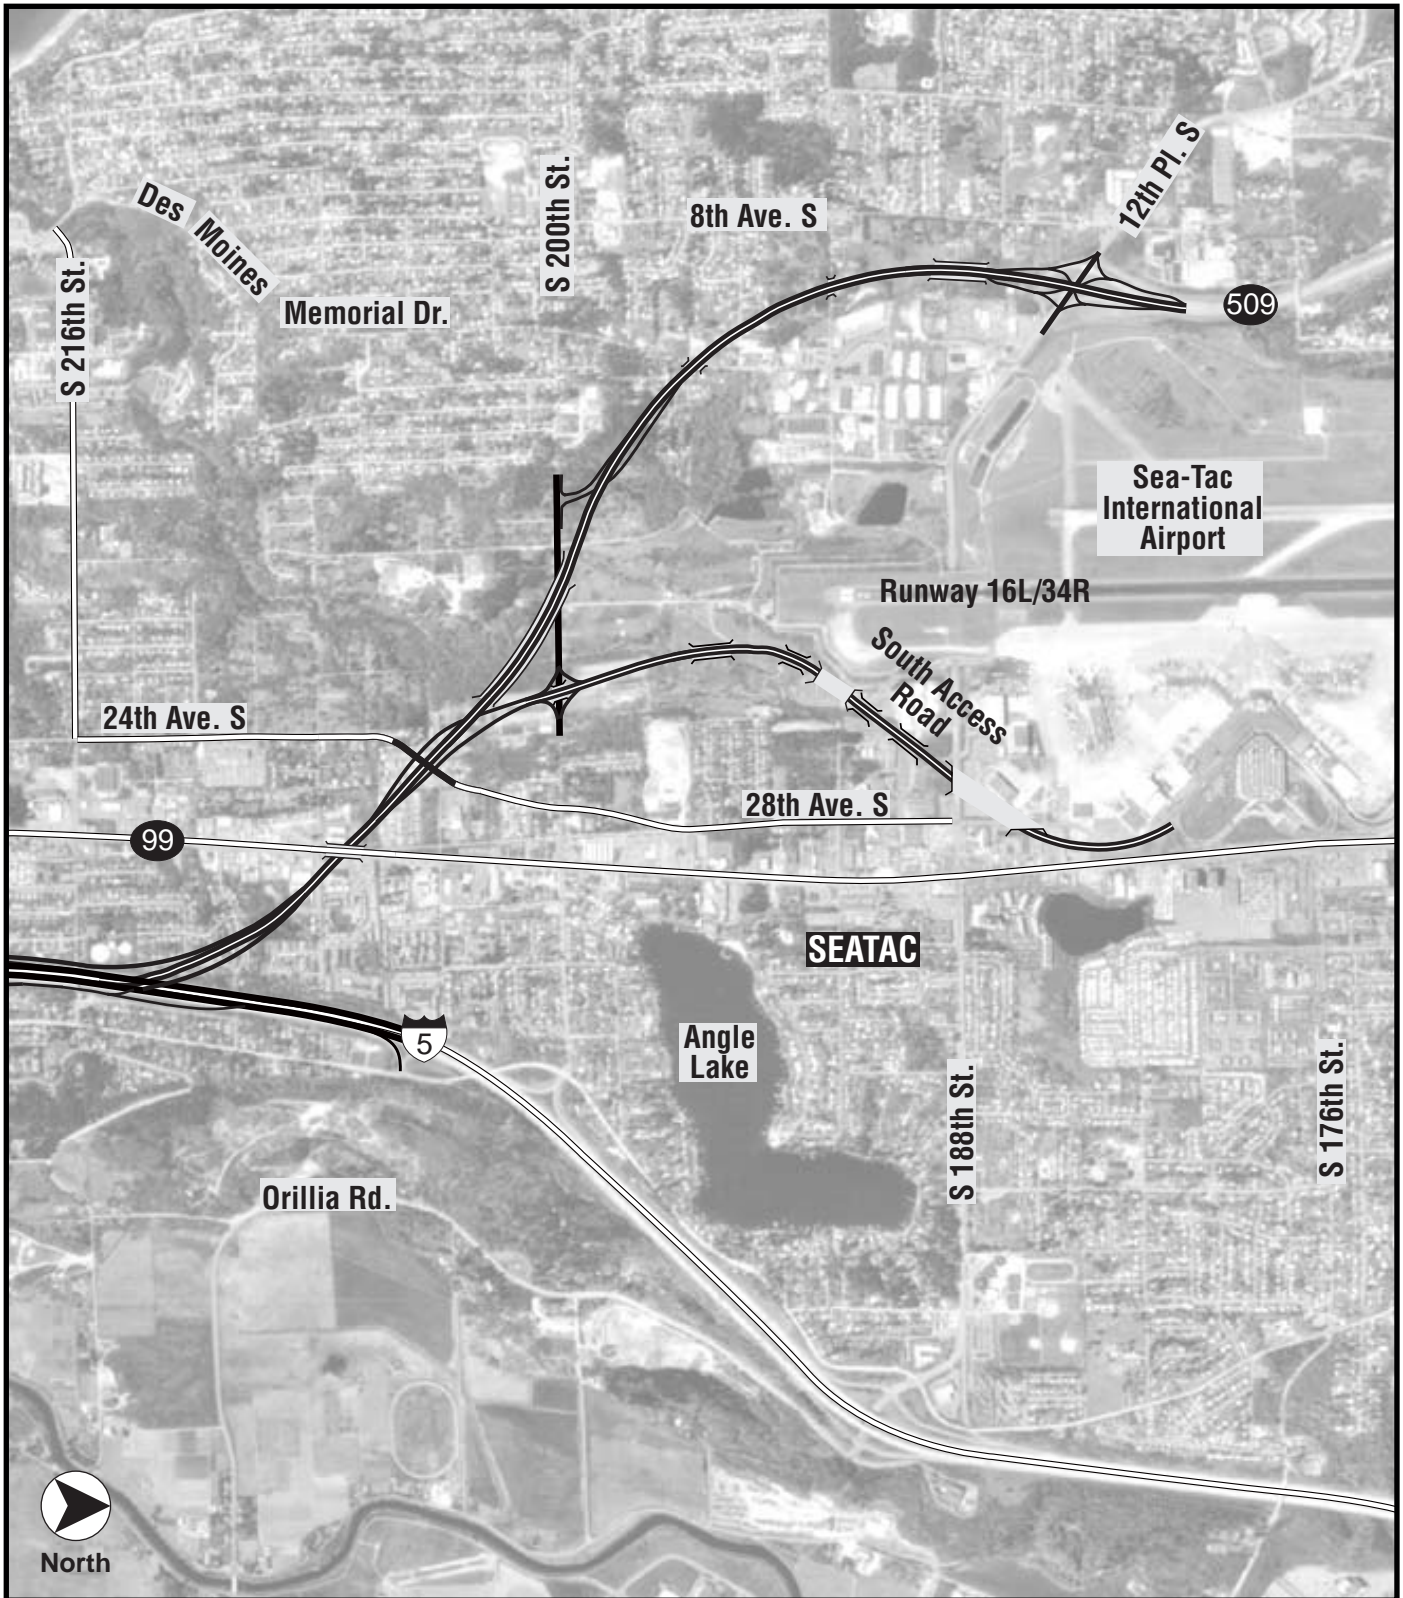 12th Pl. S
S 200th St.
Des Moines
Memorial Dr.
8th Ave. S
S 216th St.
509
Sea-Tac
International
Airport
Runway 16L/34R
South Access
Road
24th Ave. S
28th Ave. S
99
SEATAC
5
Angle
Lake
S 188th St.
S 176th St.
Orillia Rd.
North